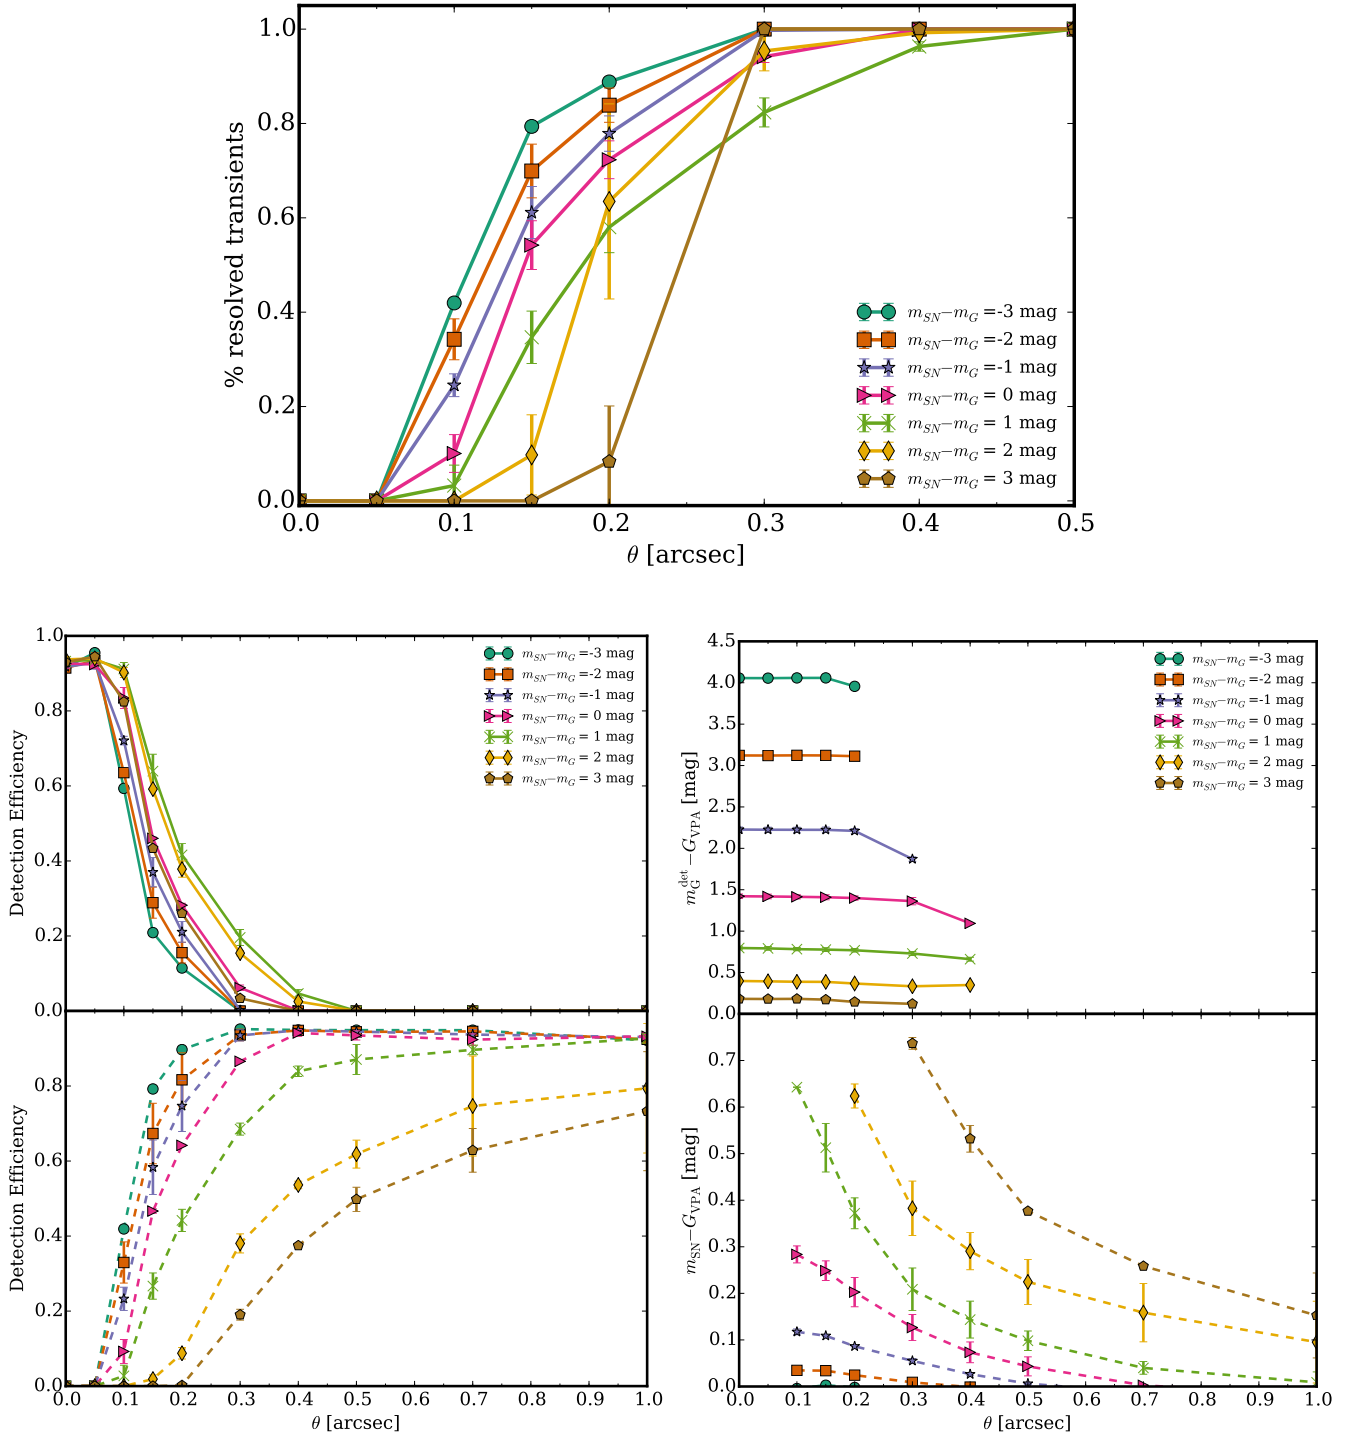 % resolved transients
1.0
0.8
0.6
0.4
0.2
0.0
m_SN−m_G =-3 mag
m_SN−m_G =-2 mag
m_SN−m_G =-1 mag
m_SN−m_G = 0 mag
m_SN−m_G = 1 mag
m_SN−m_G = 2 mag
m_SN−m_G = 3 mag
0.0 0.1 0.2 0.3 0.4 0.5
θ [arcsec]
Detection Efficiency
1.0
0.8
0.6
0.4
0.2
0.0
m_SN−m_G =-3 mag
m_SN−m_G =-2 mag
m_SN−m_G =-1 mag
m_SN−m_G = 0 mag
m_SN−m_G = 1 mag
m_SN−m_G = 2 mag
m_SN−m_G = 3 mag
Detection Efficiency
0.8
0.6
0.4
0.2
0.0
0.0 0.1 0.2 0.3 0.4 0.5 0.6 0.7 0.8 0.9 1.0
θ [arcsec]
m_G^det−G_VPA [mag]
4.5
4.0
3.5
3.0
2.5
2.0
1.5
1.0
0.5
0.0
m_SN−m_G =-3 mag
m_SN−m_G =-2 mag
m_SN−m_G =-1 mag
m_SN−m_G = 0 mag
m_SN−m_G = 1 mag
m_SN−m_G = 2 mag
m_SN−m_G = 3 mag
m_SN−G_VPA [mag]
0.7
0.6
0.5
0.4
0.3
0.2
0.1
0.0
0.0 0.1 0.2 0.3 0.4 0.5 0.6 0.7 0.8 0.9 1.0
θ [arcsec]